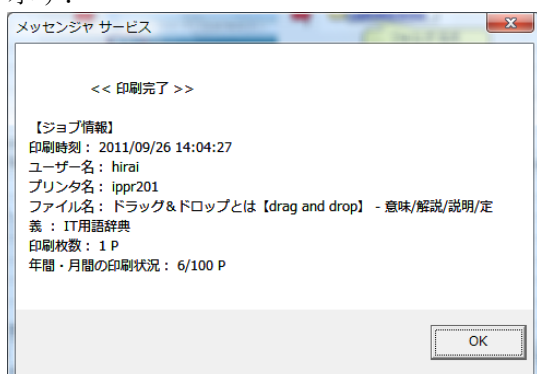 メッセンジャ サービス
<< 印刷完了 >>
【ジョブ情報】
印刷時刻： 2011/09/26 14:04:27
ユーザー名： hirai
プリンタ名： ippr201
ファイル名： ドラッグ＆ドロップとは【drag and drop】 - 意味/解説/説明/定
義 ： IT用語辞典
印刷枚数： 1 P
年間・月間の印刷状況： 6/100 P
OK